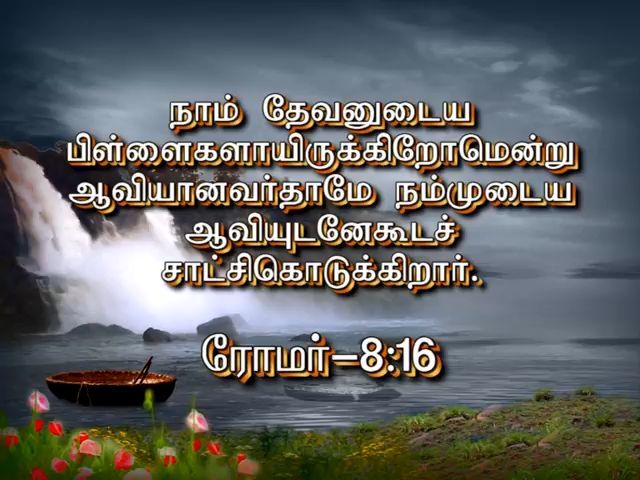 நாம் தேவனுடைய
பிள்ளைகளாயிருக்கிறோமென்று
ஆவியானவர்தாமே நம்முடைய
ஆவியுடனேகூடச்
சாட்சிகொடுக்கிறார்.
ரோமர்-8:16